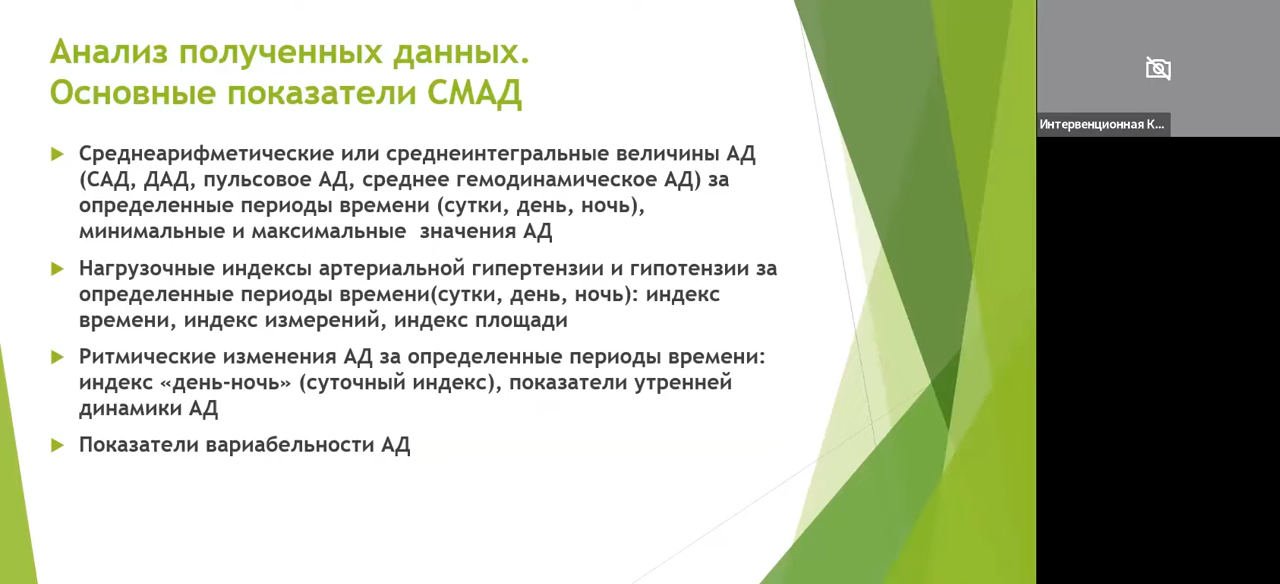 Анализ полученных данных.
Основные показатели СМАД
Среднеарифметические или среднеинтегральные величины АД
(САД, ДАД, пульсовое АД, среднее гемодинамическое АД) за
определенные периоды времени (сутки, день, ночь),
минимальные и максимальные  значения АД
Нагрузочные индексы артериальной гипертензии и гипотензии за
определенные периоды времени(сутки, день, ночь): индекс
времени, индекс измерений, индекс площади
Ритмические изменения АД за определенные периоды времени:
индекс «день-ночь» (суточный индекс), показатели утренней
динамики АД
Показатели вариабельности АД
Интервенционная К...